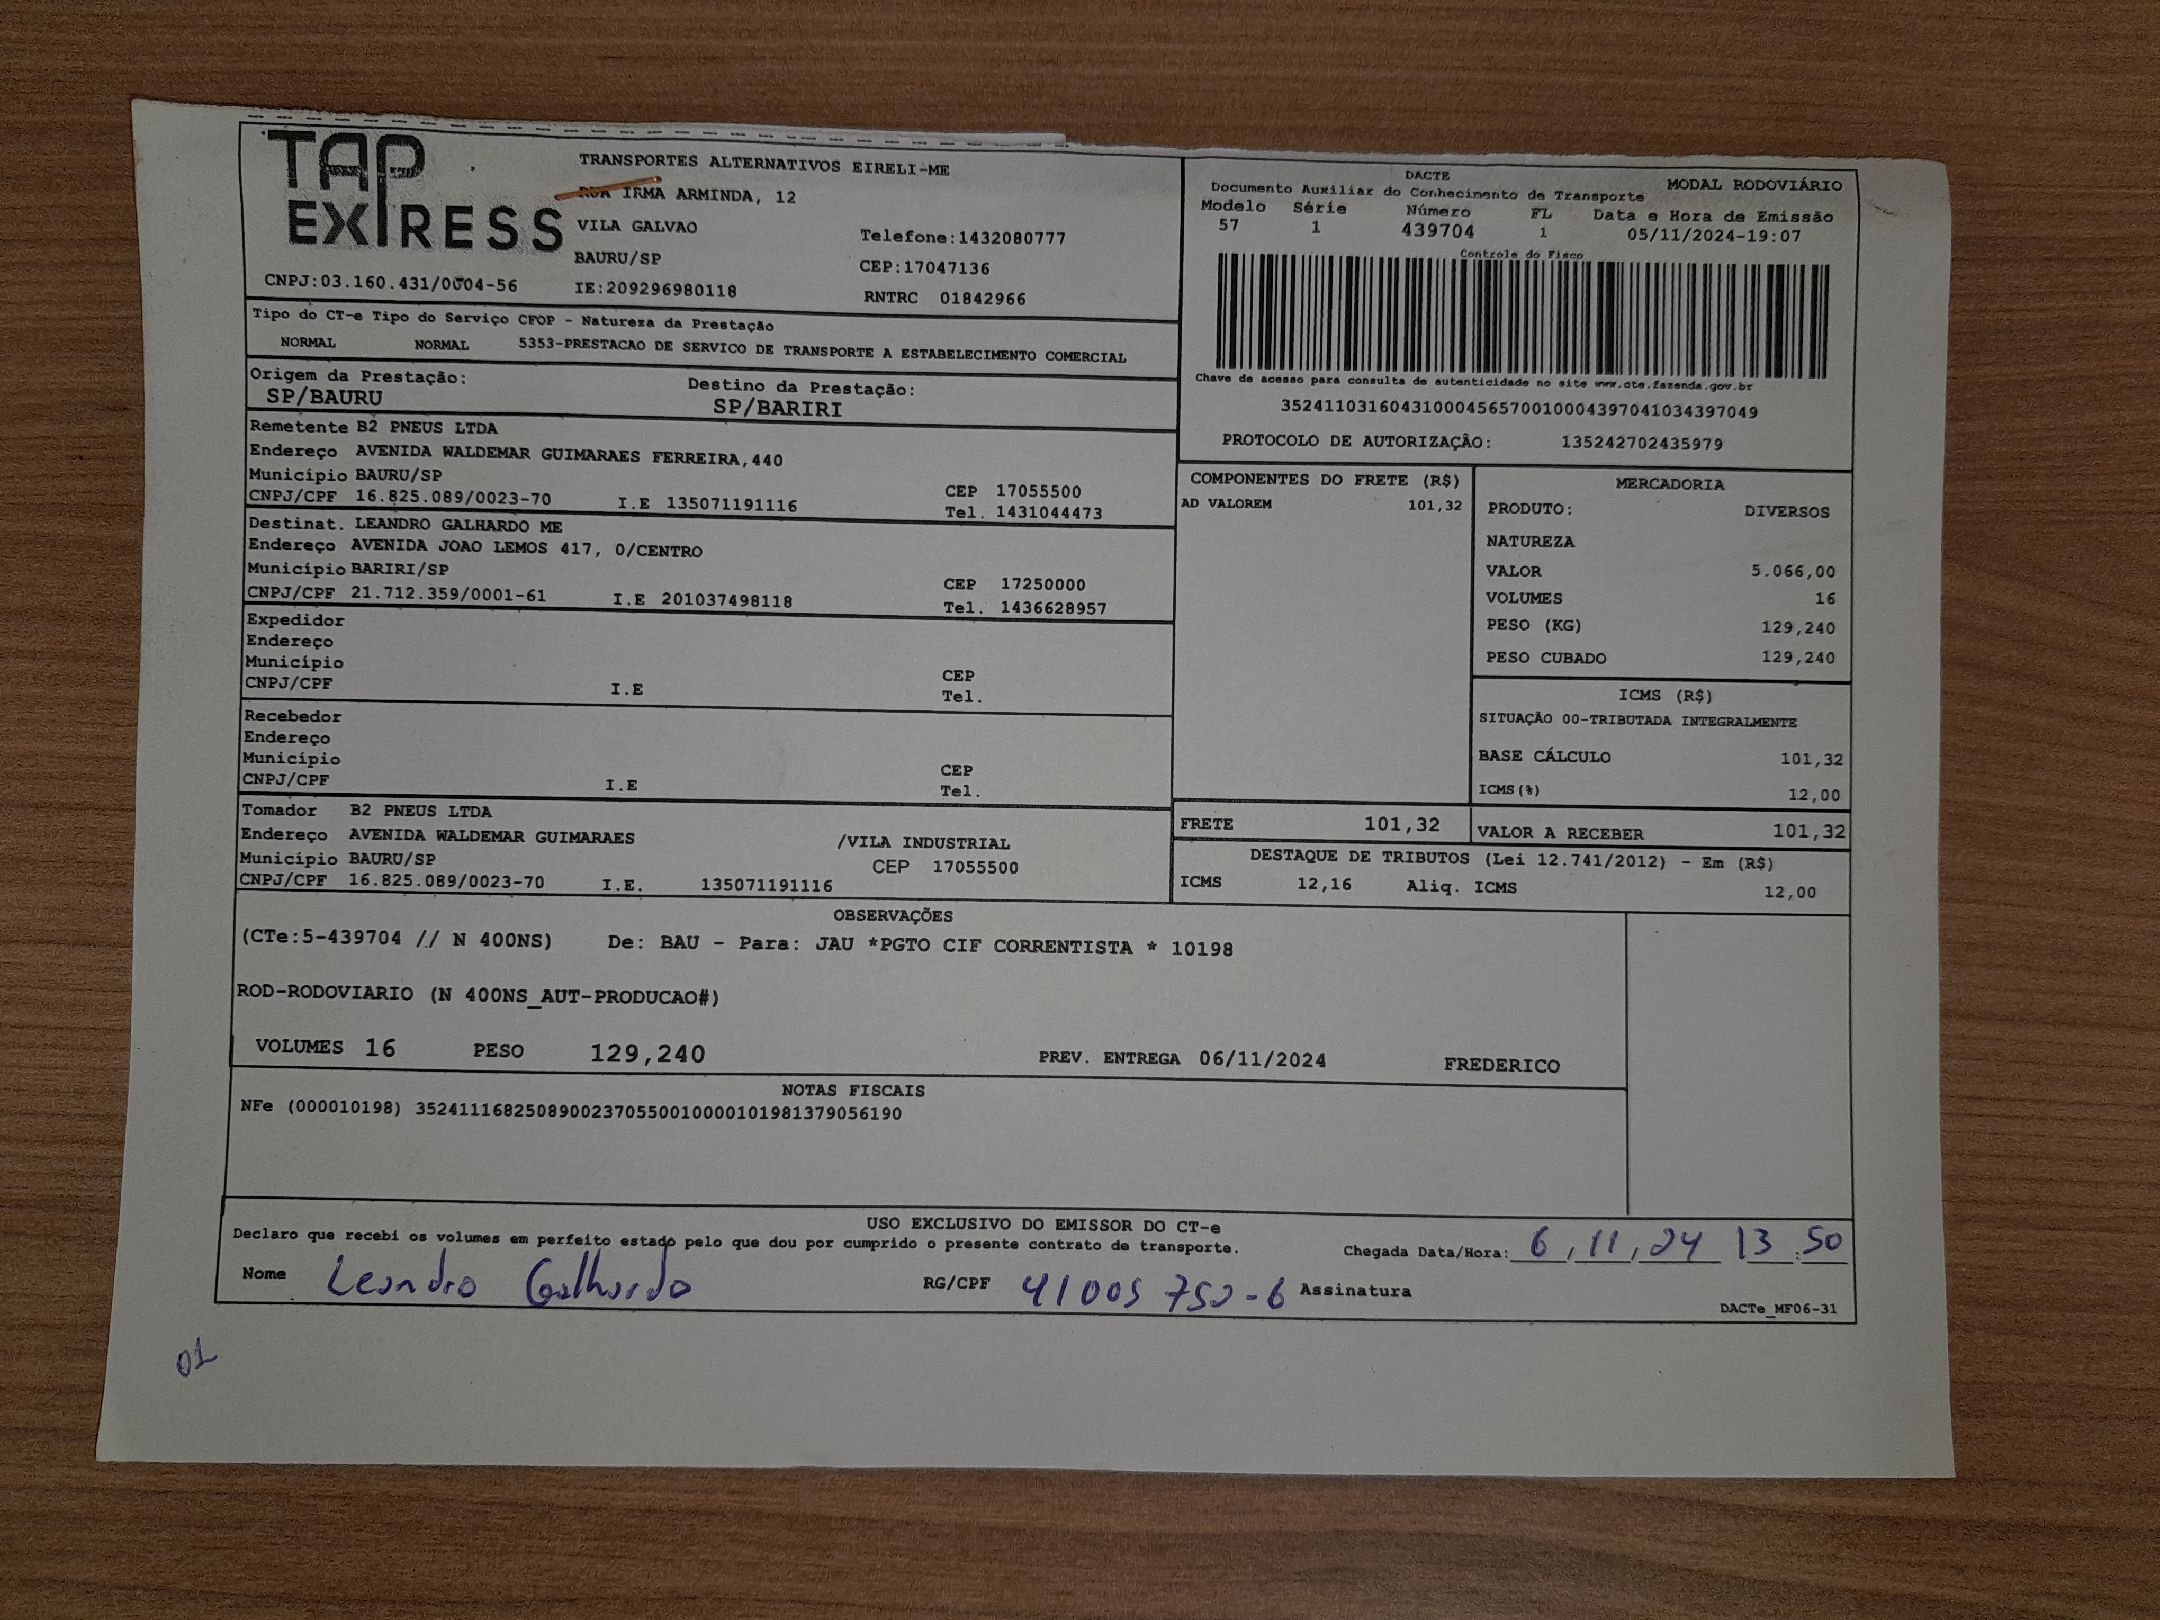 TAP EXPRESS
TRANSPORTES ALTERNATIVOS EIRELI-ME
RUA IRMA ARMINDA, 12
VILA GALVAO
Telefone:1432080777
BAURU/SP
CEP:17047136
CNPJ:03.160.431/0004-56 IE:209296980118
RNTRC 01842966
DACTE
MODAL RODOVIÁRIO
Documento Auxiliar do Conhecimento de Transporte
Modelo Série Número FL Data e Hora de Emissão
57 1 439704 1 05/11/2024-19:07
Controle do Fisco
Chave de acesso para consulta de autenticidade no site www.cte.fazenda.gov.br
35241103160431000456570010004397041034397049
PROTOCOLO DE AUTORIZAÇÃO: 135242702435979
Tipo do CT-e Tipo do Serviço CFOP - Natureza da Prestação
NORMAL NORMAL 5353-PRESTACAO DE SERVICO DE TRANSPORTE A ESTABELECIMENTO COMERCIAL
Origem da Prestação: Destino da Prestação:
SP/BAURU SP/BARIRI
Remetente B2 PNEUS LTDA
Endereço AVENIDA WALDEMAR GUIMARAES FERREIRA,440
Município BAURU/SP CEP 17055500
CNPJ/CPF 16.825.089/0023-70 I.E 135071191116 Tel. 1431044473
Destinat. LEANDRO GALHARDO ME
Endereço AVENIDA JOAO LEMOS 417, 0/CENTRO
Município BARIRI/SP CEP 17250000
CNPJ/CPF 21.712.359/0001-61 I.E 201037498118 Tel. 1436628957
Expedidor
Endereço
Município CEP
CNPJ/CPF I.E Tel.
Recebedor
Endereço
Município CEP
CNPJ/CPF I.E Tel.
Tomador B2 PNEUS LTDA
Endereço AVENIDA WALDEMAR GUIMARAES /VILA INDUSTRIAL
Município BAURU/SP CEP 17055500
CNPJ/CPF 16.825.089/0023-70 I.E. 135071191116
COMPONENTES DO FRETE (R$)
AD VALOREM 101,32
MERCADORIA
PRODUTO: DIVERSOS
NATUREZA
VALOR 5.066,00
VOLUMES 16
PESO (KG) 129,240
PESO CUBADO 129,240
ICMS (R$)
SITUAÇÃO 00-TRIBUTADA INTEGRALMENTE
BASE CÁLCULO 101,32
ICMS(%) 12,00
FRETE 101,32 VALOR A RECEBER 101,32
DESTAQUE DE TRIBUTOS (Lei 12.741/2012) - Em (R$)
ICMS 12,16 Aliq. ICMS 12,00
OBSERVAÇÕES
(CTe:5-439704 // N 400NS) De: BAU - Para: JAU *PGTO CIF CORRENTISTA * 10198
ROD-RODOVIARIO (N 400NS_AUT-PRODUCAO#)
VOLUMES 16 PESO 129,240 PREV. ENTREGA 06/11/2024 FREDERICO
NOTAS FISCAIS
NFe (000010198) 35241116825089002370550010000101981379056190
USO EXCLUSIVO DO EMISSOR DO CT-e
Declaro que recebi os volumes em perfeito estado pelo que dou por cumprido o presente contrato de transporte.
Chegada Data/Hora: 6,11,24 13:50
Nome Leandro Galhardo RG/CPF 41005752-6 Assinatura
DACTe_MF06-31
01